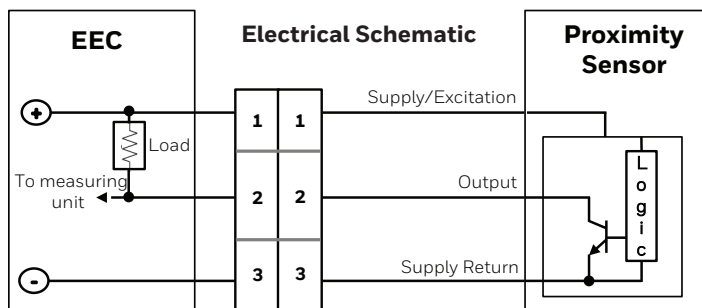 EEC
Electrical Schematic
Proximity
Sensor
+
Supply/Excitation
1 1
Load
To measuring
unit
Output
2 2
L
o
g
i
c
Supply Return
-
3 3